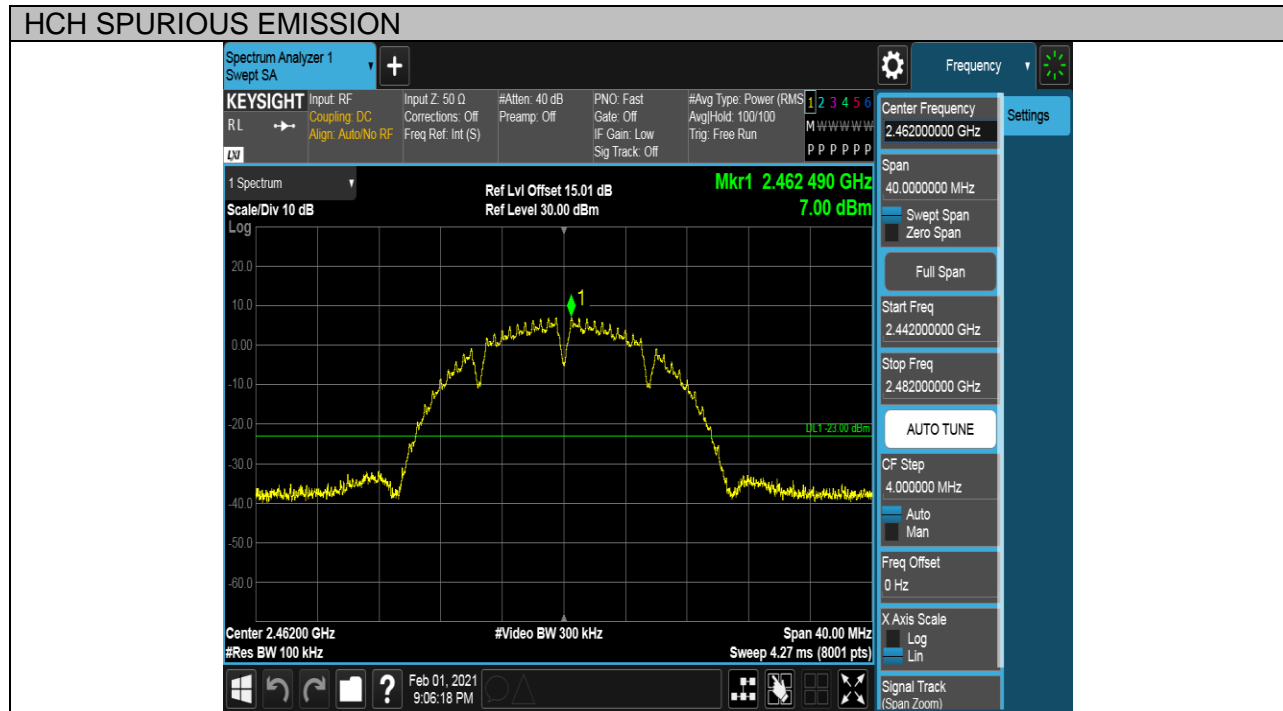 HCH SPURIOUS EMISSION
Spectrum Analyzer 1
Swept SA
+
Frequency
KEYSIGHT
RL
LXI
Input: RF
Coupling: DC
Align: Auto/No RF
Input Z: 50 Ω
Corrections: Off
Freq Ref: Int (S)
#Atten: 40 dB
Preamp: Off
PNO: Fast
Gate: Off
IF Gain: Low
Sig Track: Off
#Avg Type: Power (RMS
Avg|Hold: 100/100
Trig: Free Run
1 2 3 4 5 6
M W W W W W
P P P P P P
1 Spectrum
Scale/Div 10 dB
Ref Lvl Offset 15.01 dB
Ref Level 30.00 dBm
Mkr1 2.462 490 GHz
7.00 dBm
Log
20.0
10.0
0.00
-10.0
-20.0
-30.0
-40.0
-50.0
-60.0
1
DL1 -23.00 dBm
Center 2.46200 GHz
#Res BW 100 kHz
#Video BW 300 kHz
Span 40.00 MHz
Sweep 4.27 ms (8001 pts)
Center Frequency
2.462000000 GHz
Settings
Span
40.0000000 MHz
Swept Span
Zero Span
Full Span
Start Freq
2.442000000 GHz
Stop Freq
2.482000000 GHz
AUTO TUNE
CF Step
4.000000 MHz
Auto
Man
Freq Offset
0 Hz
X Axis Scale
Log
Lin
Signal Track
(Span Zoom)
?
Feb 01, 2021
9:06:18 PM